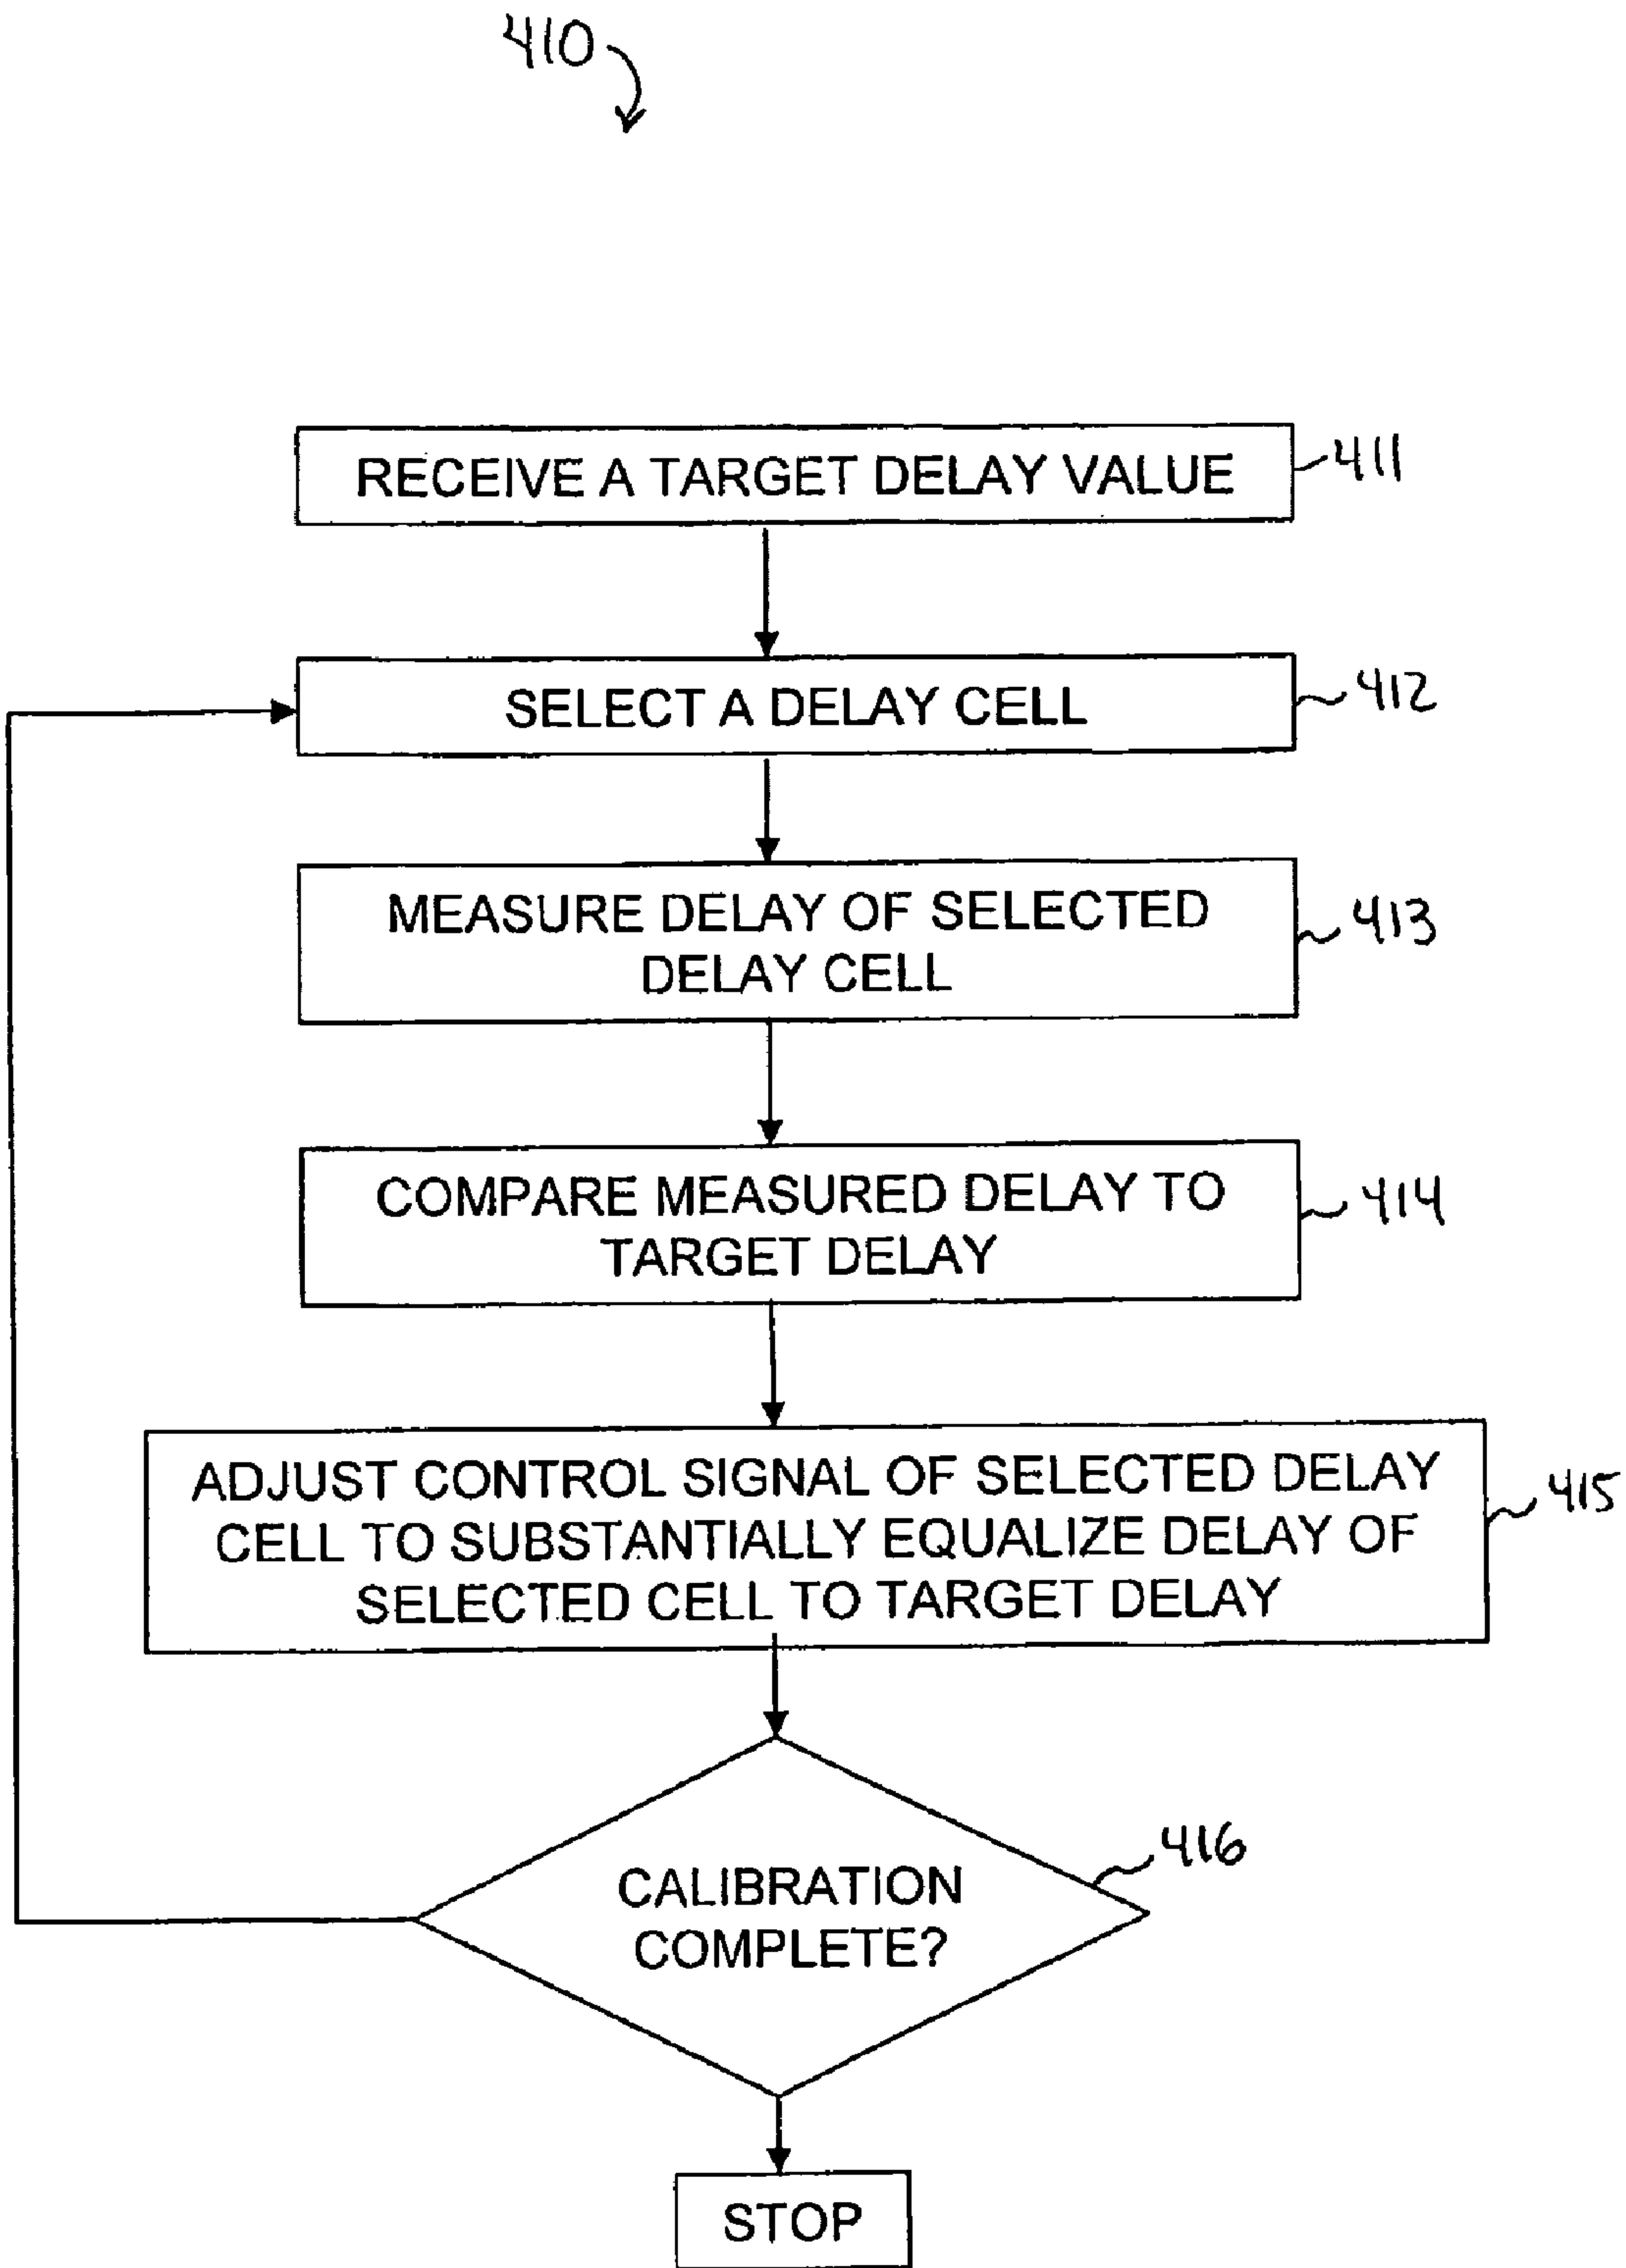 410
RECEIVE A TARGET DELAY VALUE
411
SELECT A DELAY CELL
412
MEASURE DELAY OF SELECTED
DELAY CELL
413
COMPARE MEASURED DELAY TO
TARGET DELAY
414
ADJUST CONTROL SIGNAL OF SELECTED DELAY
CELL TO SUBSTANTIALLY EQUALIZE DELAY OF
SELECTED CELL TO TARGET DELAY
415
CALIBRATION
COMPLETE?
416
STOP